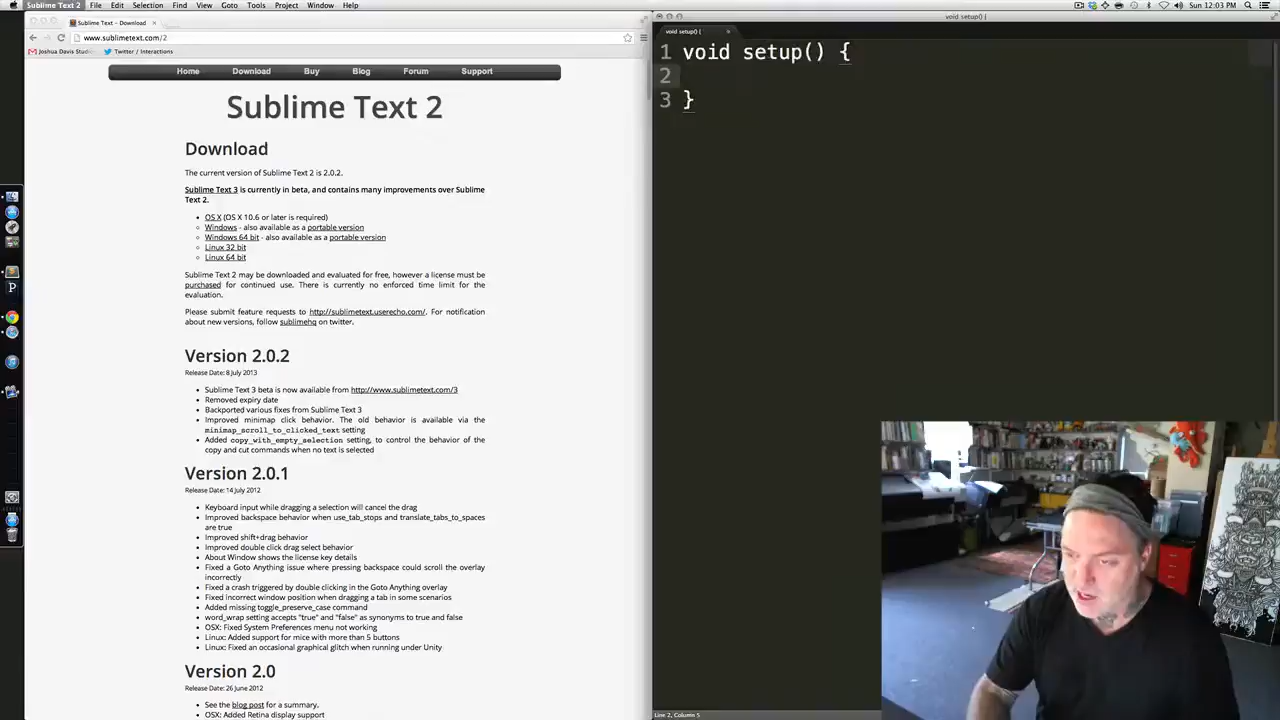 Sublime Text 2 File Edit Selection Find View Goto Tools Project Window Help Sun 12:03 PM
Sublime Text - Download
void setup() {
www.sublimetext.com/2
void setup() {
Joshua Davis Studi Twitter / Interactions
Home Download Buy Blog Forum Support
Sublime Text 2
Download
The current version of Sublime Text 2 is 2.0.2.
Sublime Text 3 is currently in beta, and contains many improvements over Sublime
Text 2.
OS X (OS X 10.6 or later is required)
Windows - also available as a portable version
Windows 64 bit - also available as a portable version
Linux 32 bit
Linux 64 bit
Sublime Text 2 may be downloaded and evaluated for free, however a license must be
purchased for continued use. There is currently no enforced time limit for the
evaluation.
Please submit feature requests to http://sublimetext.userecho.com/. For notification
about new versions, follow sublimehq on twitter.
Version 2.0.2
Release Date: 8 July 2013
Sublime Text 3 beta is now available from http://www.sublimetext.com/3
Removed expiry date
Backported various fixes from Sublime Text 3
Improved minimap click behavior. The old behavior is available via the
minimap_scroll_to_clicked_text setting
Added copy_with_empty_selection setting, to control the behavior of the
copy and cut commands when no text is selected
Version 2.0.1
Release Date: 14 July 2012
Keyboard input while dragging a selection will cancel the drag
Improved backspace behavior when use_tab_stops and translate_tabs_to_spaces
are true
Improved shift+drag behavior
Improved double click drag select behavior
About Window shows the license key details
Fixed a Goto Anything issue where pressing backspace could scroll the overlay
incorrectly
Fixed a crash triggered by double clicking in the Goto Anything overlay
Fixed incorrect window position when dragging a tab in some scenarios
Added missing toggle_preserve_case command
word_wrap setting accepts "true" and "false" as synonyms to true and false
OSX: Fixed System Preferences menu not working
Linux: Added support for mice with more than 5 buttons
Linux: Fixed an occasional graphical glitch when running under Unity
Version 2.0
Release Date: 26 June 2012
See the blog post for a summary.
OSX: Added Retina display support
1 void setup() {
2
3 }
Line 2, Column 5